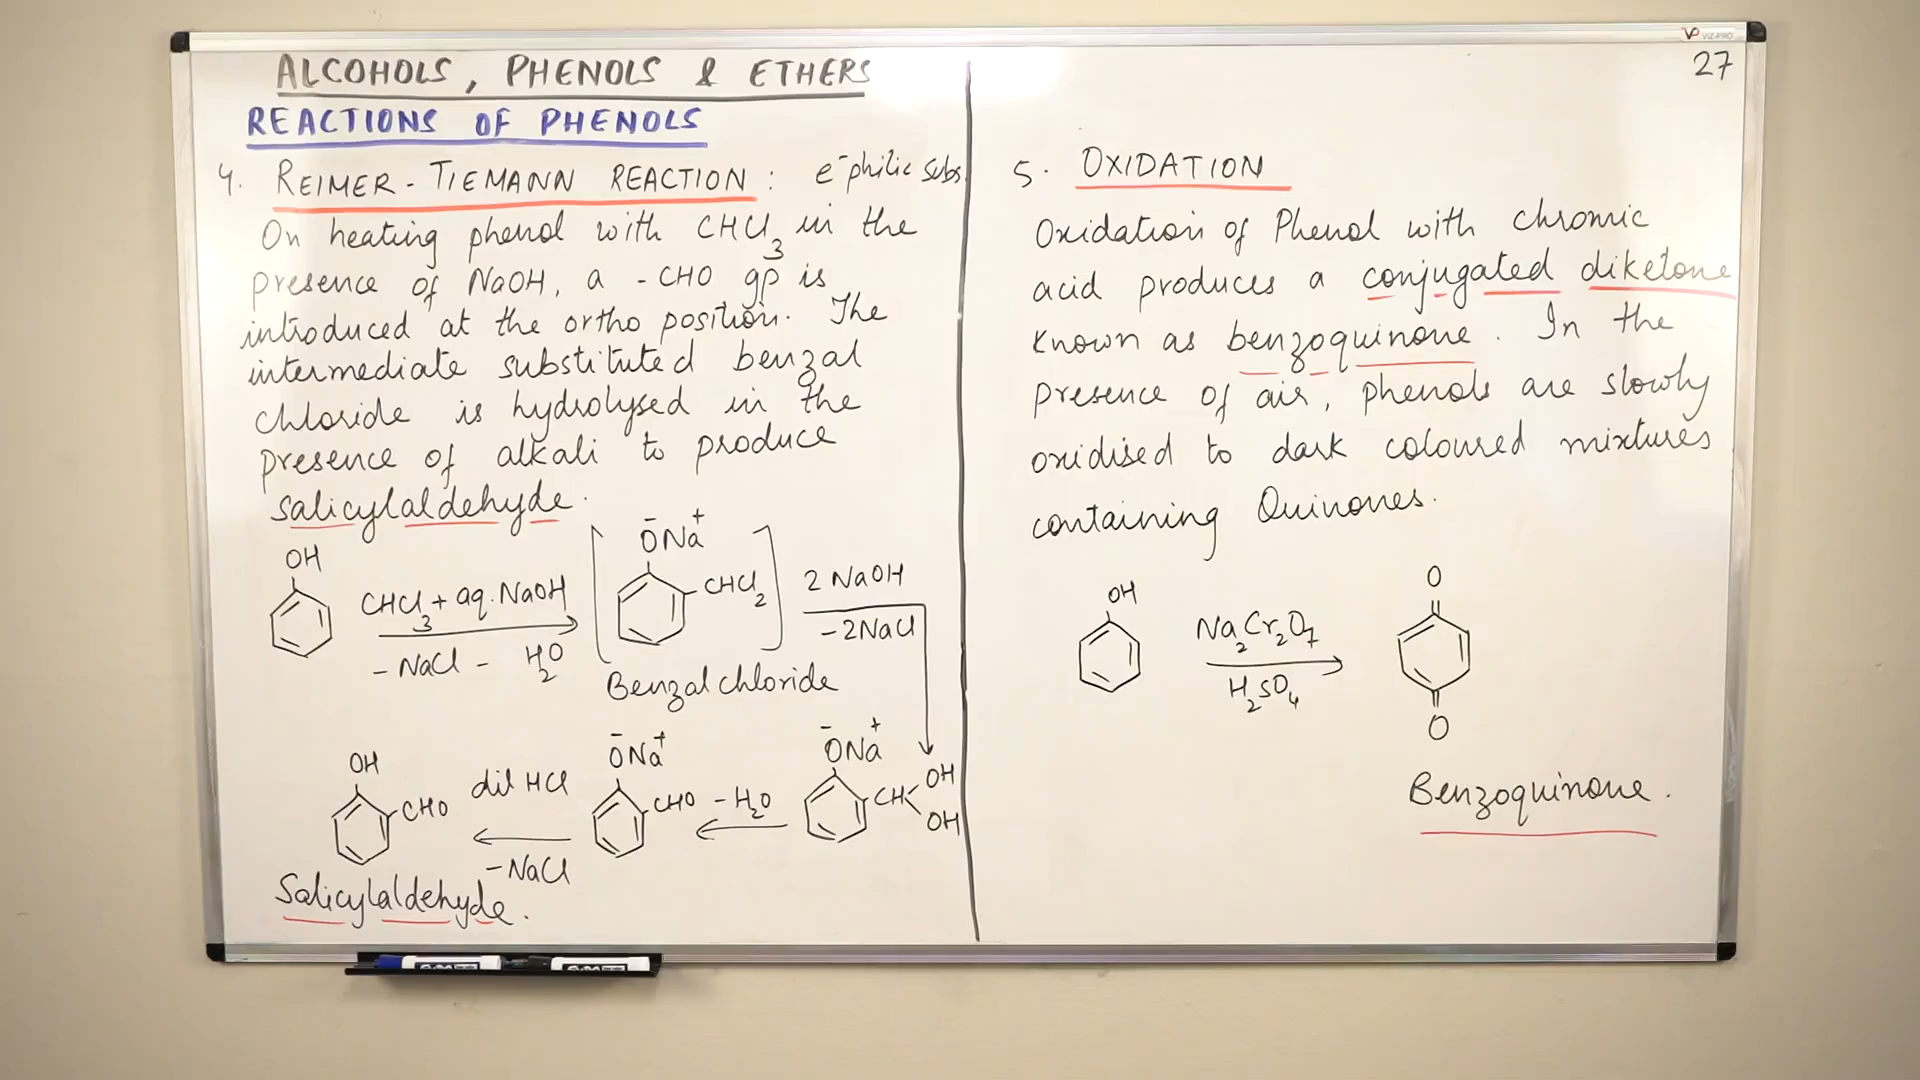 VIZ-PRO
27
ALCOHOLS, PHENOLS & ETHERS
REACTIONS OF PHENOLS
4. REIMER-TIEMANN REACTION: e⁻philic subs.
On heating phenol with CHCl₃ in the
presence of NaOH, a -CHO gp is
introduced at the ortho position. The
intermediate substituted benzal
chloride is hydrolysed in the
presence of alkali to produce
salicylaldehyde.
OH
CHCl₃ + aq. NaOH
- NaCl - H₂O
ŌNa⁺
CHCl₂
Benzal chloride
2 NaOH
-2NaCl
ŌNa⁺
CH
OH
OH
-H₂O
ŌNa⁺
CHO
dil HCl
-NaCl
OH
CHO
Salicylaldehyde.
5. OXIDATION
Oxidation of Phenol with chromic
acid produces a conjugated diketone
known as benzoquinone. In the
presence of air, phenols are slowly
oxidised to dark coloured mixtures
containing Quinones.
OH
Na₂Cr₂O₇
H₂SO₄
O
O
Benzoquinone.